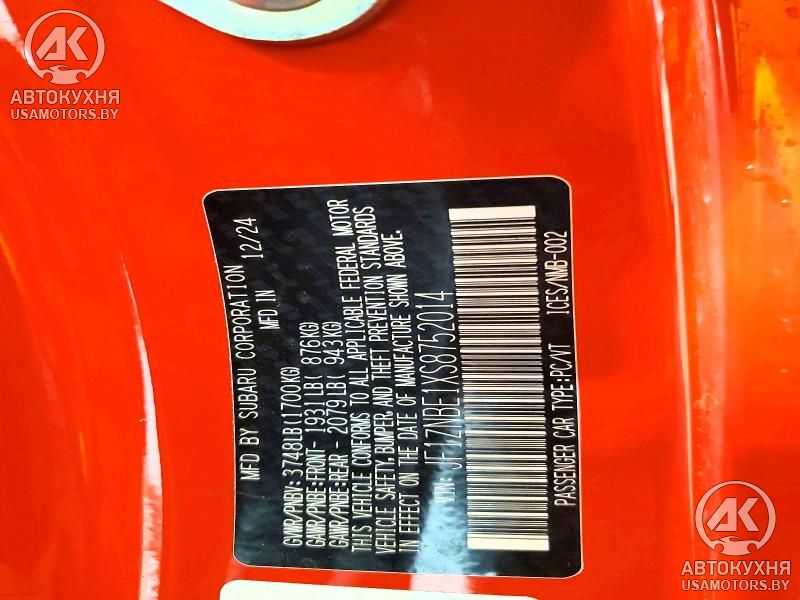 AK
АВТОКУХНЯ
USAMOTORS.BY
MFD BY SUBARU CORPORATION 12/24
MFD IN
GVWR/PNBV:3748LB(1700KG)
GAWR/PNBE:FRONT- 1931LB( 876KG)
GAWR/PNBE:REAR - 2079LB( 943KG)
THIS VEHICLE CONFORMS TO ALL APPLICABLE FEDERAL MOTOR
VEHICLE SAFETY,BUMPER,AND THEFT PREVENTION STANDARDS
IN EFFECT ON THE DATE OF MANUFACTURE SHOWN ABOVE.
VIN: JF1ZNBE1XS8752014
PASSENGER CAR TYPE:PC/VT ICES/NMB-002
AK
АВТОКУХНЯ
USAMOTORS.BY